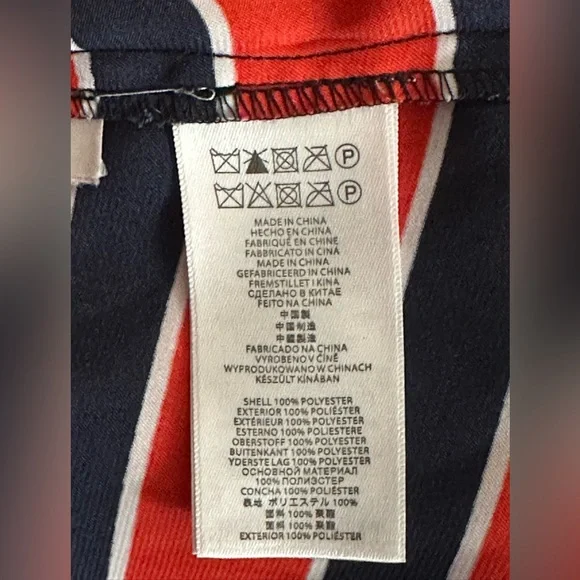 P
P
MADE IN CHINA
HECHO EN CHINA
FABRIQUÉ EN CHINE
FABBRICATO IN CINA
MADE IN CHINA
GEFABRICEERD IN CHINA
FREMSTILLET I KINA
СДЕЛАНО В КИТАЕ
FEITO NA CHINA
中国製
中国制造
中國製造
FABRICADO NA CHINA
VYROBENO V ČÍNĚ
WYPRODUKOWANO W CHINACH
KÉSZÜLT KÍNÁBAN
SHELL 100% POLYESTER
EXTERIOR 100% POLIÉSTER
EXTÉRIEUR 100% POLYESTER
ESTERNO 100% POLIESTERE
OBERSTOFF 100% POLYESTER
BUITENKANT 100% POLYESTER
YDERSTE LAG 100% POLYESTER
ОСНОВНОЙ МАТЕРИАЛ
100% ПОЛИЭСТЕР
CONCHA 100% POLIÉSTER
表地 ポリエステル 100%
面料 100% 聚酯
面料 100% 聚酯
EXTERIOR 100% POLIÉSTER